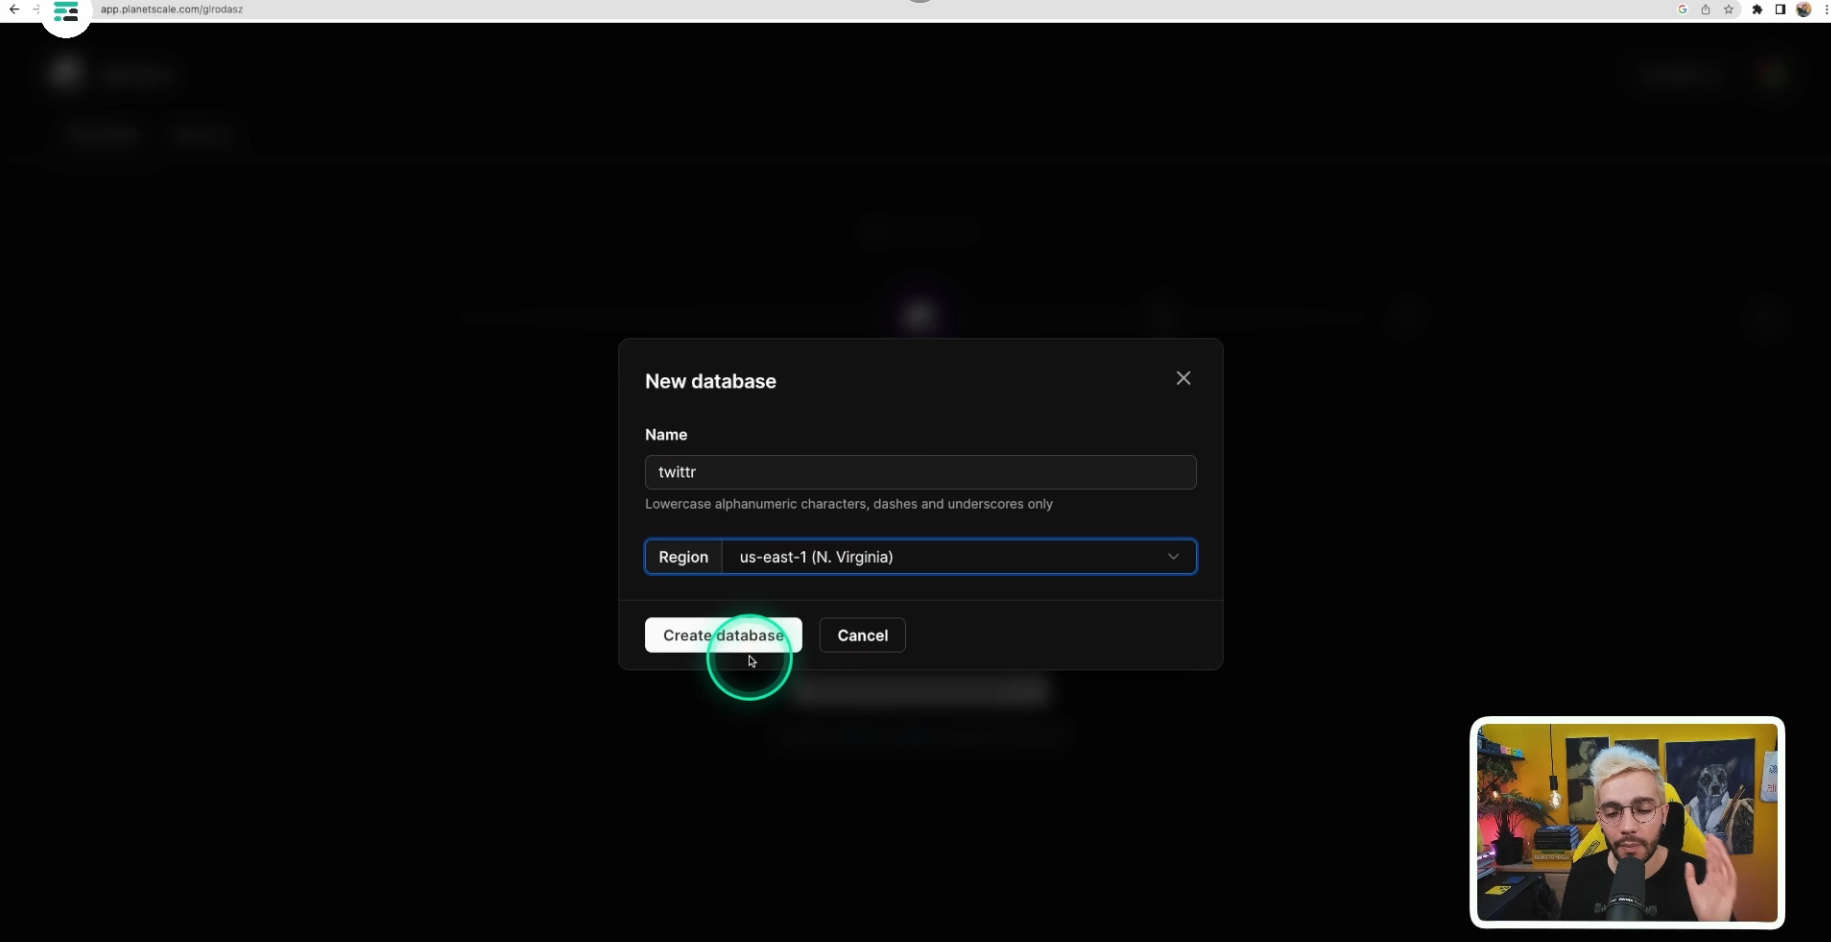 app.planetscale.com/glrodasz
New database
Name
twittr
Lowercase alphanumeric characters, dashes and underscores only
Region
us-east-1 (N. Virginia)
Create database
Cancel